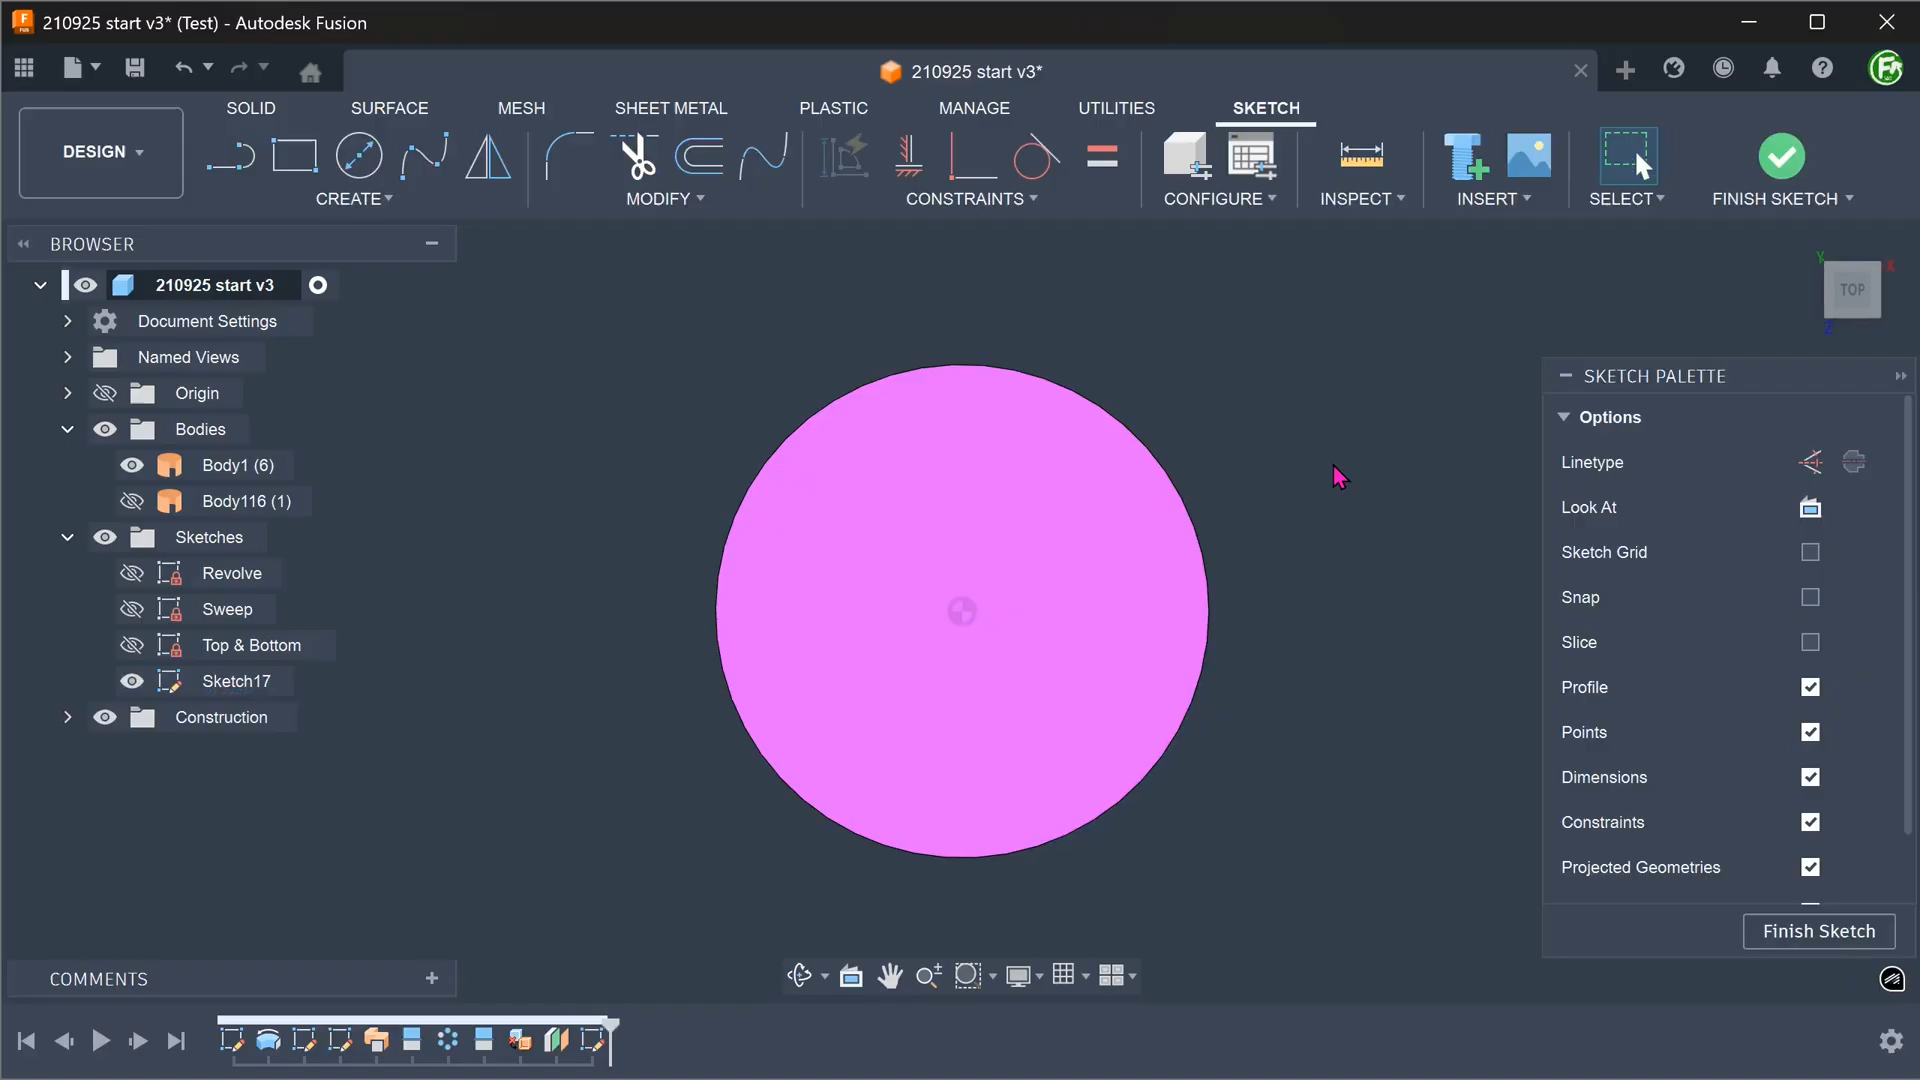 210925 start v3* (Test) - Autodesk Fusion
210925 start v3*
SOLID SURFACE MESH SHEET METAL PLASTIC MANAGE UTILITIES SKETCH
DESIGN
CREATE MODIFY CONSTRAINTS CONFIGURE INSPECT INSERT SELECT FINISH SKETCH
BROWSER
210925 start v3
Document Settings
Named Views
Origin
Bodies
Body1 (6)
Body116 (1)
Sketches
Revolve
Sweep
Top & Bottom
Sketch17
Construction
Y
X
TOP
Z
SKETCH PALETTE
Options
Linetype
Look At
Sketch Grid
Snap
Slice
Profile
Points
Dimensions
Constraints
Projected Geometries
Finish Sketch
COMMENTS